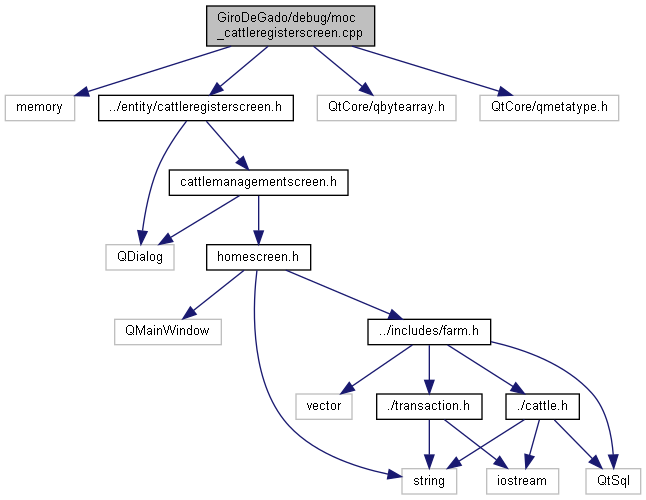 GiroDeGado/debug/moc
_cattleregisterscreen.cpp
memory
../entity/cattleregisterscreen.h
QtCore/qbytearray.h
QtCore/qmetatype.h
cattlemanagementscreen.h
QDialog
homescreen.h
QMainWindow
../includes/farm.h
vector
./transaction.h
./cattle.h
string
iostream
QtSql